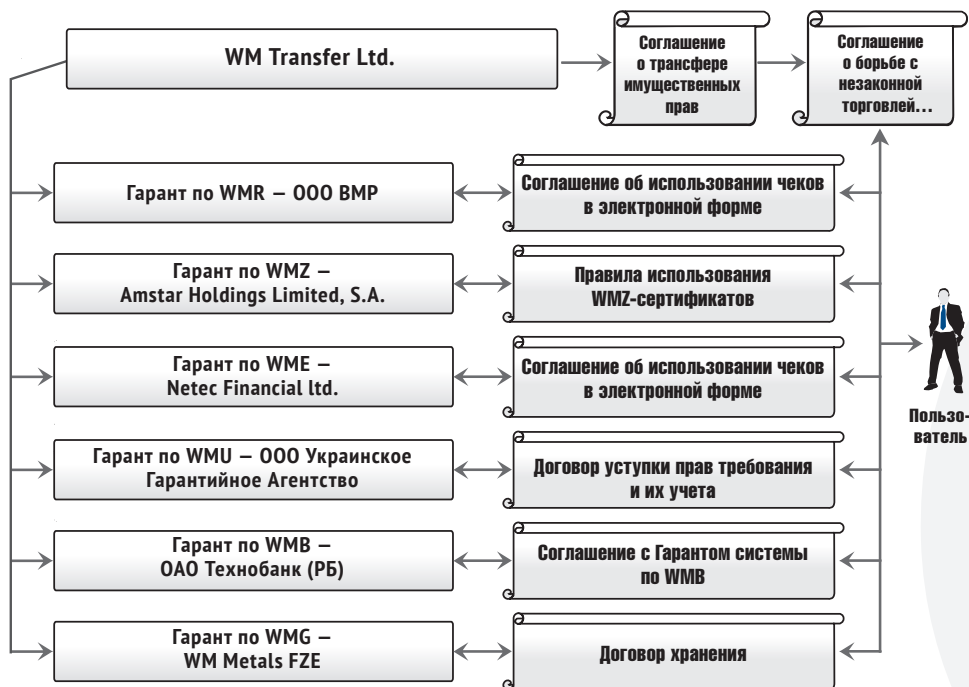 WM Transfer Ltd.
Соглашение
о трансфере
имущественных
прав
Соглашение
о борьбе с
незаконной
торговлей…
Гарант по WMR — ООО ВМР
Соглашение об использовании чеков
в электронной форме
Гарант по WMZ —
Amstar Holdings Limited, S.A.
Правила использования
WMZ-сертификатов
Гарант по WME —
Netec Financial ltd.
Соглашение об использовании чеков
в электронной форме
Пользо-
ватель
Гарант по WMU — ООО Украинское
Гарантийное Агентство
Договор уступки прав требования
и их учета
Гарант по WMB —
ОАО Технобанк (РБ)
Соглашение с Гарантом системы
по WMB
Гарант по WMG —
WM Metals FZE
Договор хранения